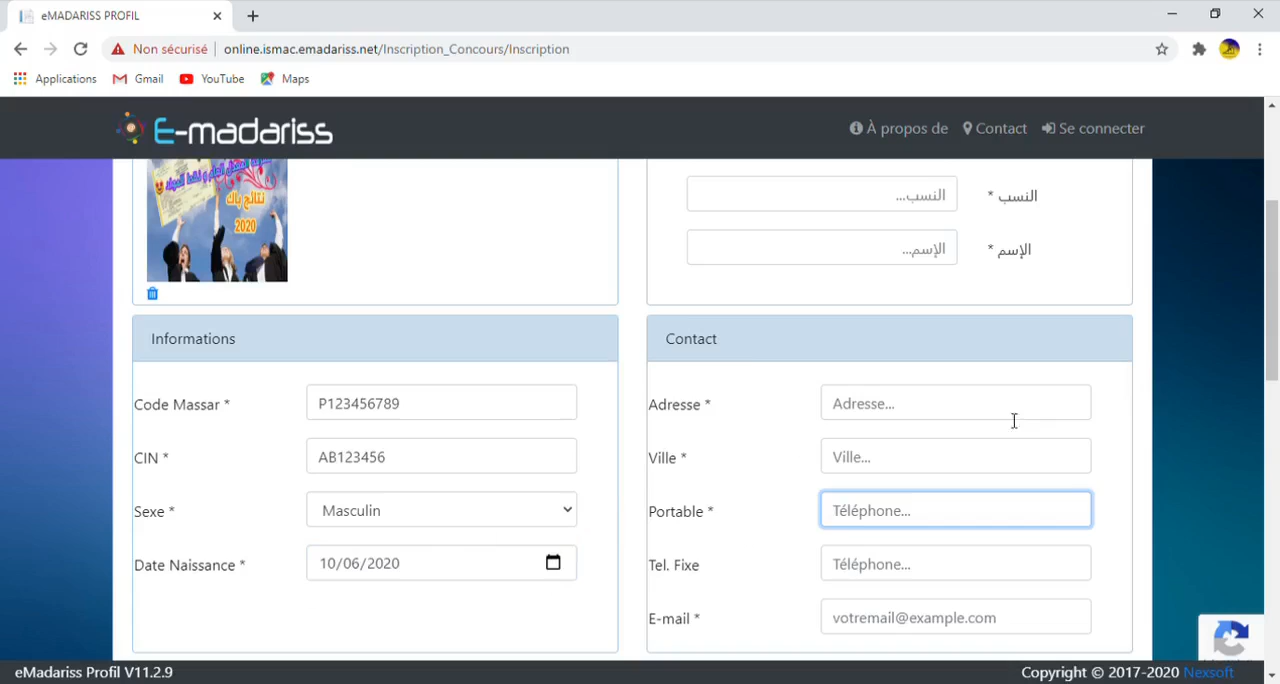 eMADARISS PROFIL
Non sécurisé
online.ismac.emadariss.net/Inscription_Concours/Inscription
Applications
Gmail
YouTube
Maps
E-madariss
À propos de
Contact
Se connecter
نتائج باك
2020
النسب...
النسب *
الإسم...
الإسم *
Informations
Code Massar *
P123456789
CIN *
AB123456
Sexe *
Masculin
Date Naissance *
10/06/2020
Contact
Adresse *
Adresse...
Ville *
Ville...
Portable *
Téléphone...
Tel. Fixe
Téléphone...
E-mail *
votremail@example.com
eMadariss Profil V11.2.9
Copyright © 2017-2020 Nexsoft